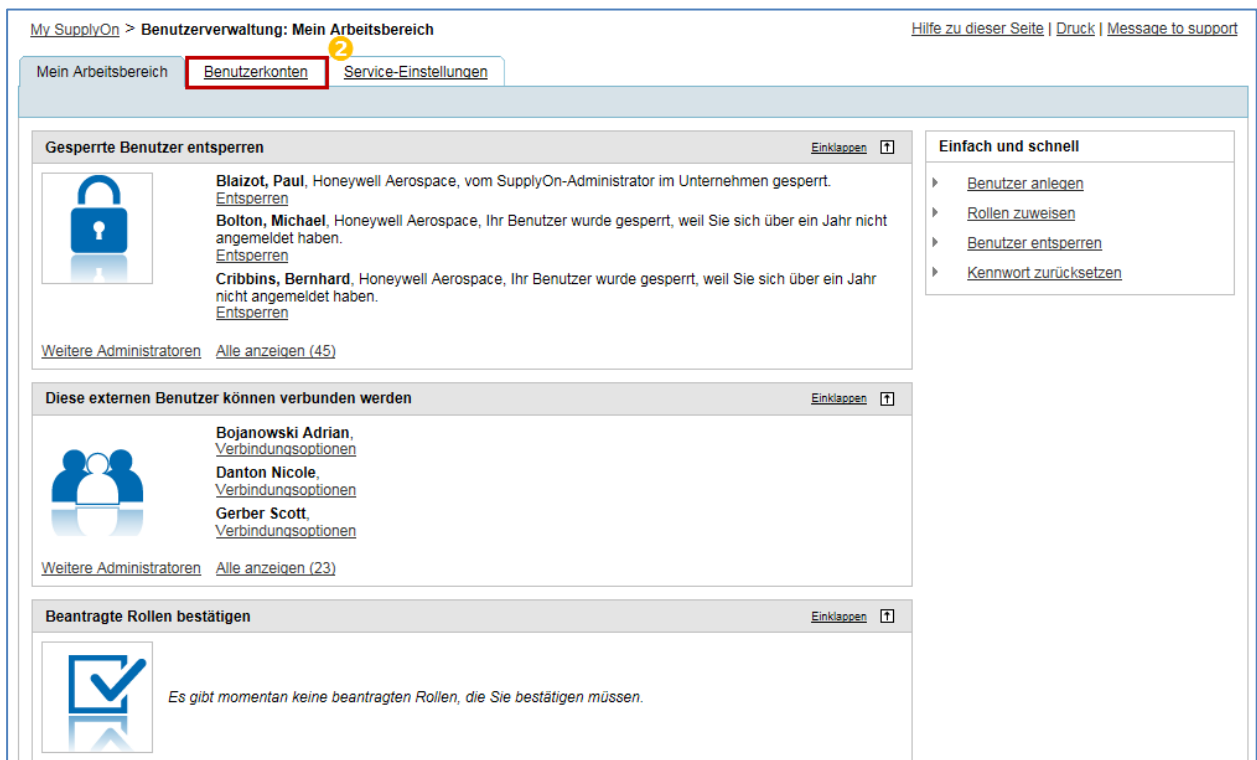 My SupplyOn > Benutzerverwaltung: Mein Arbeitsbereich
Hilfe zu dieser Seite | Druck | Message to support
2
Mein Arbeitsbereich Benutzerkonten Service-Einstellungen
Gesperrte Benutzer entsperren Einklappen
Blaizot, Paul, Honeywell Aerospace, vom SupplyOn-Administrator im Unternehmen gesperrt.
Entsperren
Bolton, Michael, Honeywell Aerospace, Ihr Benutzer wurde gesperrt, weil Sie sich über ein Jahr nicht
angemeldet haben.
Entsperren
Cribbins, Bernhard, Honeywell Aerospace, Ihr Benutzer wurde gesperrt, weil Sie sich über ein Jahr
nicht angemeldet haben.
Entsperren
Weitere Administratoren Alle anzeigen (45)
Einfach und schnell
Benutzer anlegen
Rollen zuweisen
Benutzer entsperren
Kennwort zurücksetzen
Diese externen Benutzer können verbunden werden Einklappen
Bojanowski Adrian,
Verbindungsoptionen
Danton Nicole,
Verbindungsoptionen
Gerber Scott,
Verbindungsoptionen
Weitere Administratoren Alle anzeigen (23)
Beantragte Rollen bestätigen Einklappen
Es gibt momentan keine beantragten Rollen, die Sie bestätigen müssen.